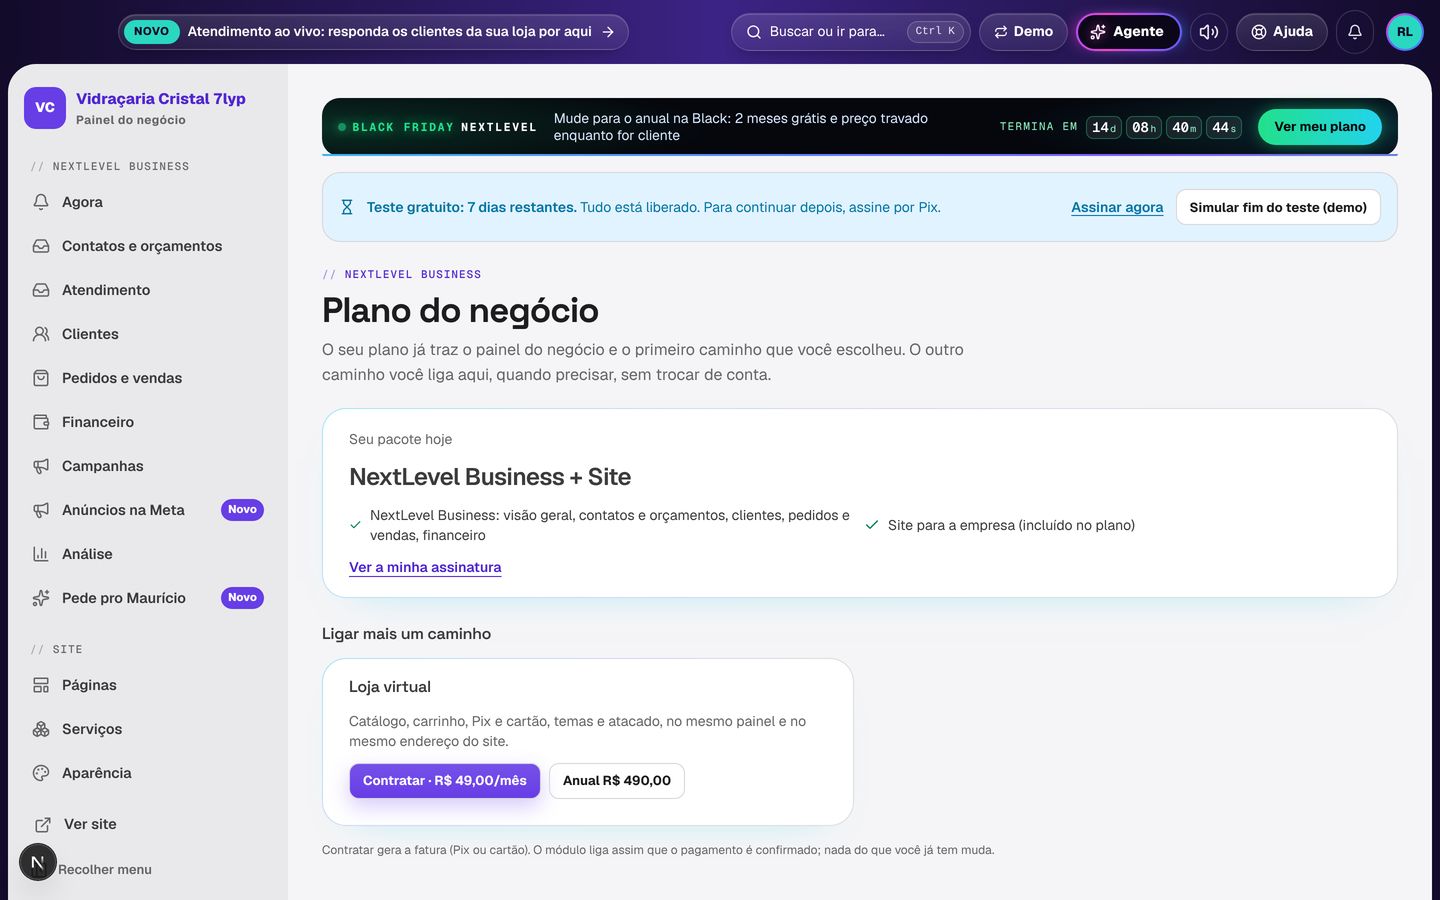 NOVO Atendimento ao vivo: responda os clientes da sua loja por aqui →
Buscar ou ir para... Ctrl K
Demo
Agente
Ajuda
RL
VC
Vidraçaria Cristal 7lyp
Painel do negócio
// NEXTLEVEL BUSINESS
Agora
Contatos e orçamentos
Atendimento
Clientes
Pedidos e vendas
Financeiro
Campanhas
Anúncios na Meta Novo
Análise
Pede pro Maurício Novo
// SITE
Páginas
Serviços
Aparência
Ver site
N
Recolher menu
BLACK FRIDAY NEXTLEVEL
Mude para o anual na Black: 2 meses grátis e preço travado
enquanto for cliente
TERMINA EM 14d 08h 40m 44s
Ver meu plano
Teste gratuito: 7 dias restantes. Tudo está liberado. Para continuar depois, assine por Pix.
Assinar agora
Simular fim do teste (demo)
// NEXTLEVEL BUSINESS
Plano do negócio
O seu plano já traz o painel do negócio e o primeiro caminho que você escolheu. O outro
caminho você liga aqui, quando precisar, sem trocar de conta.
Seu pacote hoje
NextLevel Business + Site
NextLevel Business: visão geral, contatos e orçamentos, clientes, pedidos e
vendas, financeiro
Site para a empresa (incluído no plano)
Ver a minha assinatura
Ligar mais um caminho
Loja virtual
Catálogo, carrinho, Pix e cartão, temas e atacado, no mesmo painel e no
mesmo endereço do site.
Contratar · R$ 49,00/mês
Anual R$ 490,00
Contratar gera a fatura (Pix ou cartão). O módulo liga assim que o pagamento é confirmado; nada do que você já tem muda.